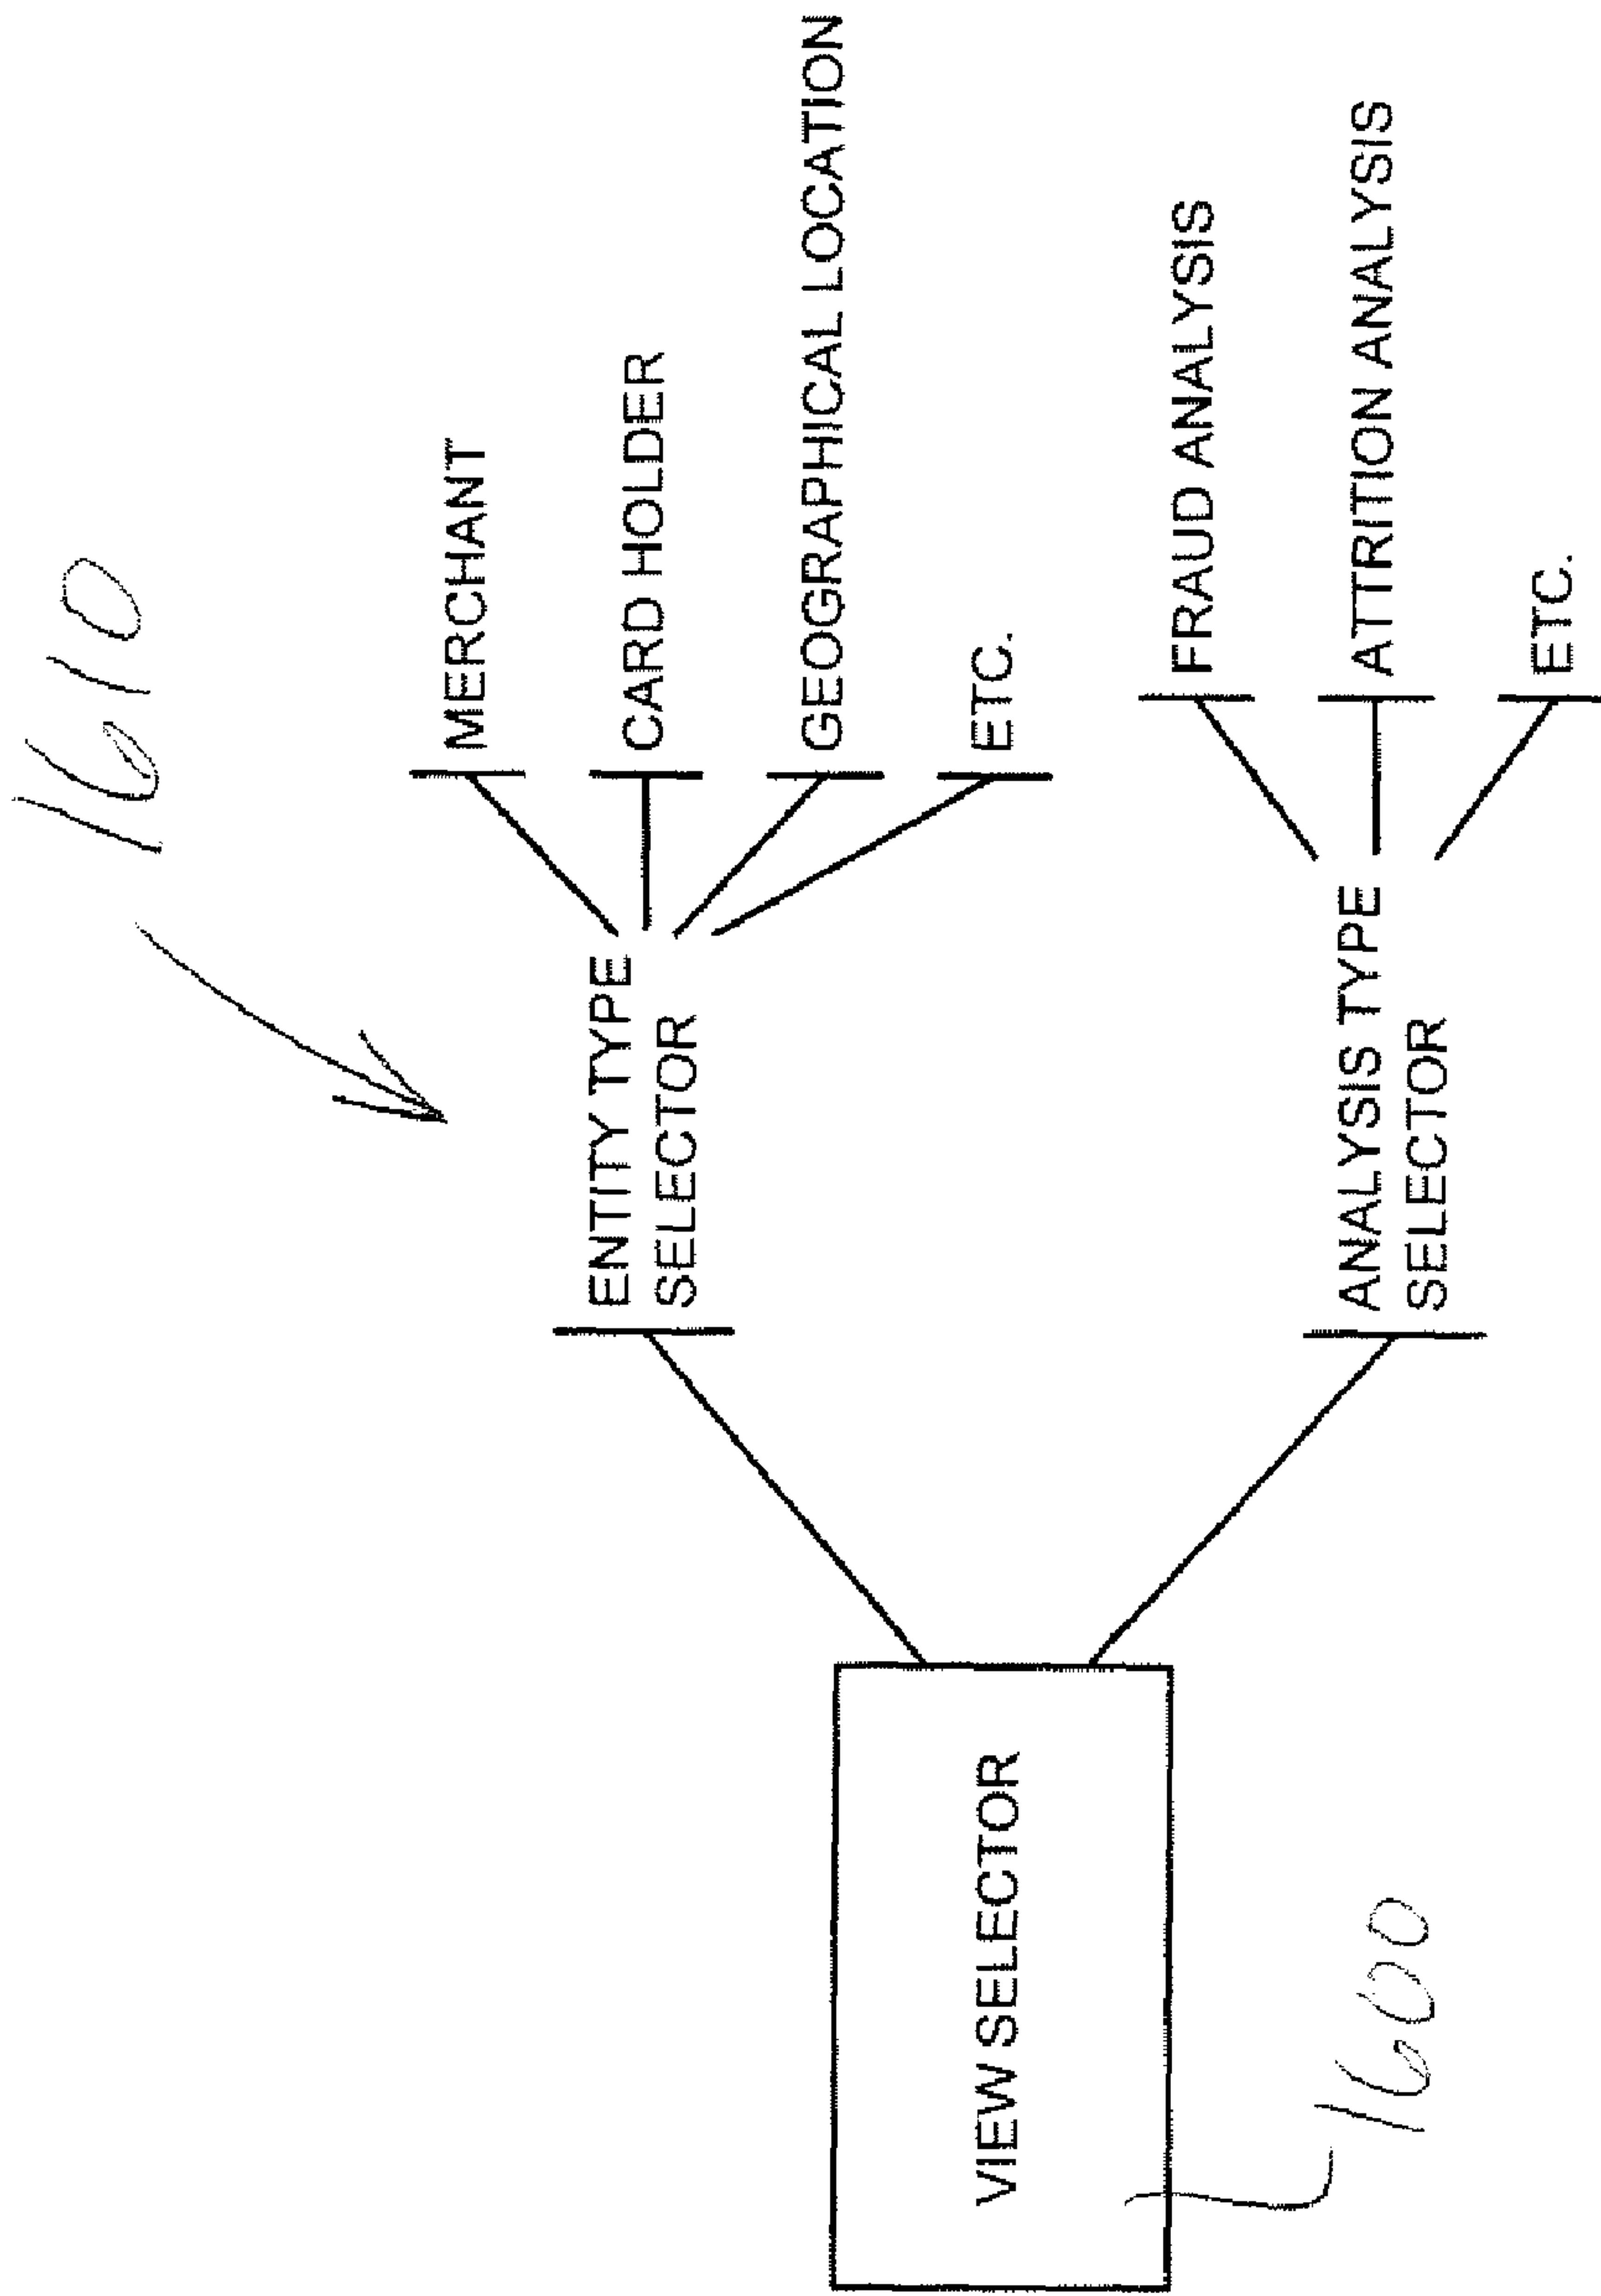 1610
MERCHANT
ENTITY TYPE
SELECTOR
CARD HOLDER
GEOGRAPHICAL LOCATION
ETC.
VIEW SELECTOR
FRAUD ANALYSIS
ANALYSIS TYPE
SELECTOR
ATTRITION ANALYSIS
ETC.
1600